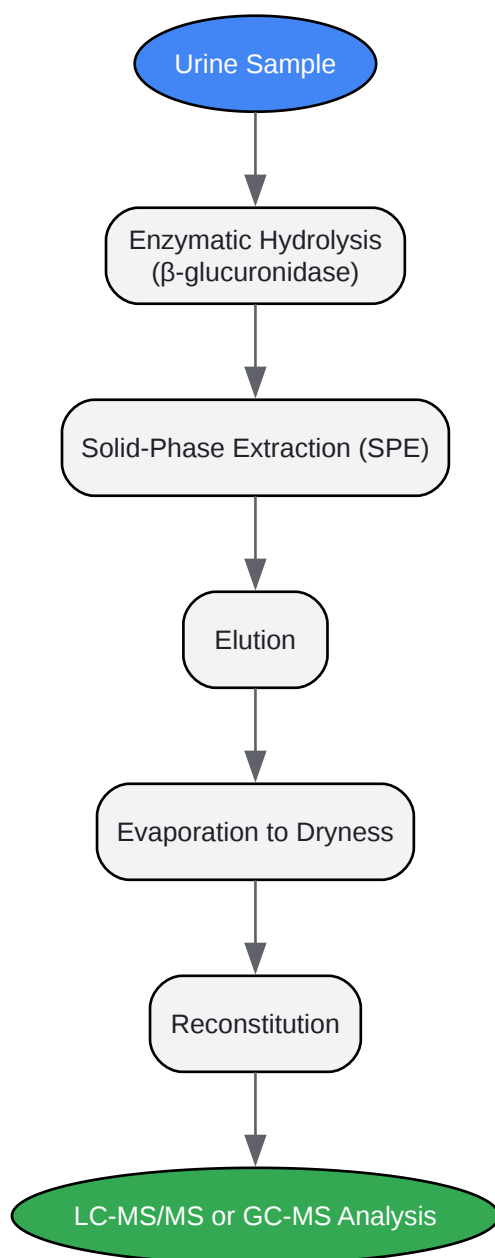 Urine Sample
Enzymatic Hydrolysis
(β-glucuronidase)
Solid-Phase Extraction (SPE)
Elution
Evaporation to Dryness
Reconstitution
LC-MS/MS or GC-MS Analysis